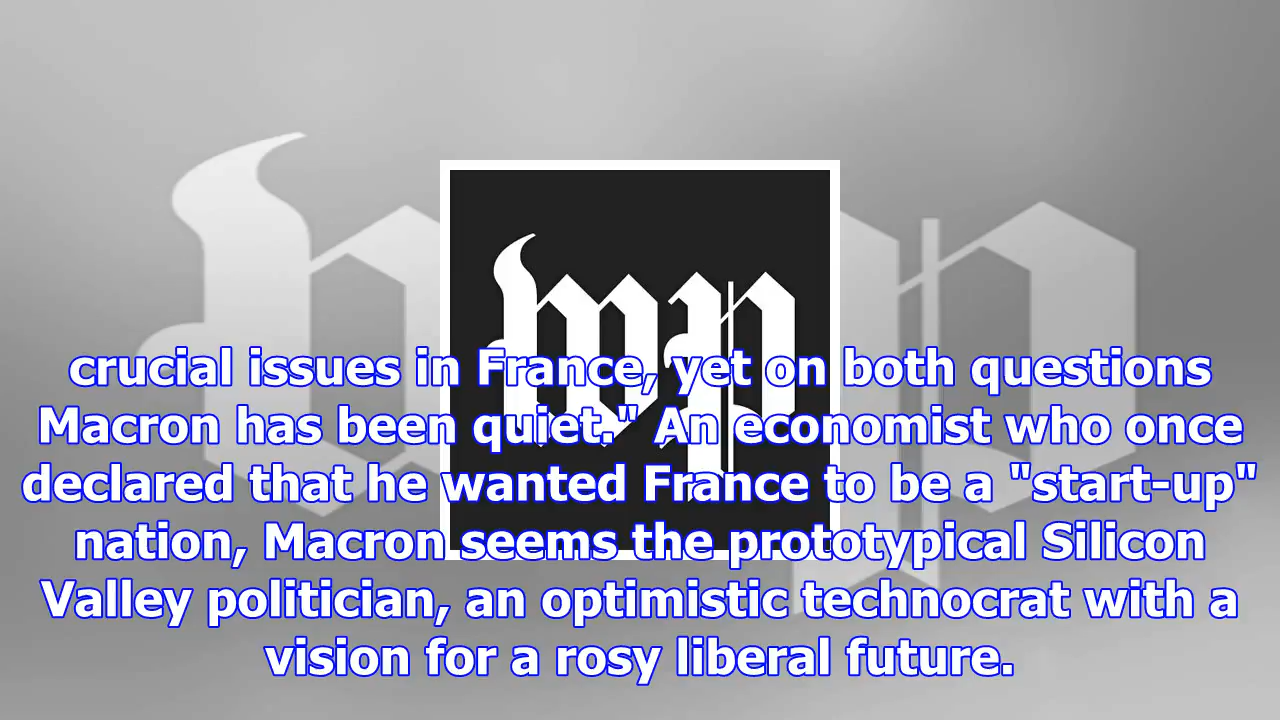 wp
crucial issues in France, yet on both questions
Macron has been quiet." An economist who once
declared that he wanted France to be a "start-up"
nation, Macron seems the prototypical Silicon
Valley politician, an optimistic technocrat with a
vision for a rosy liberal future.